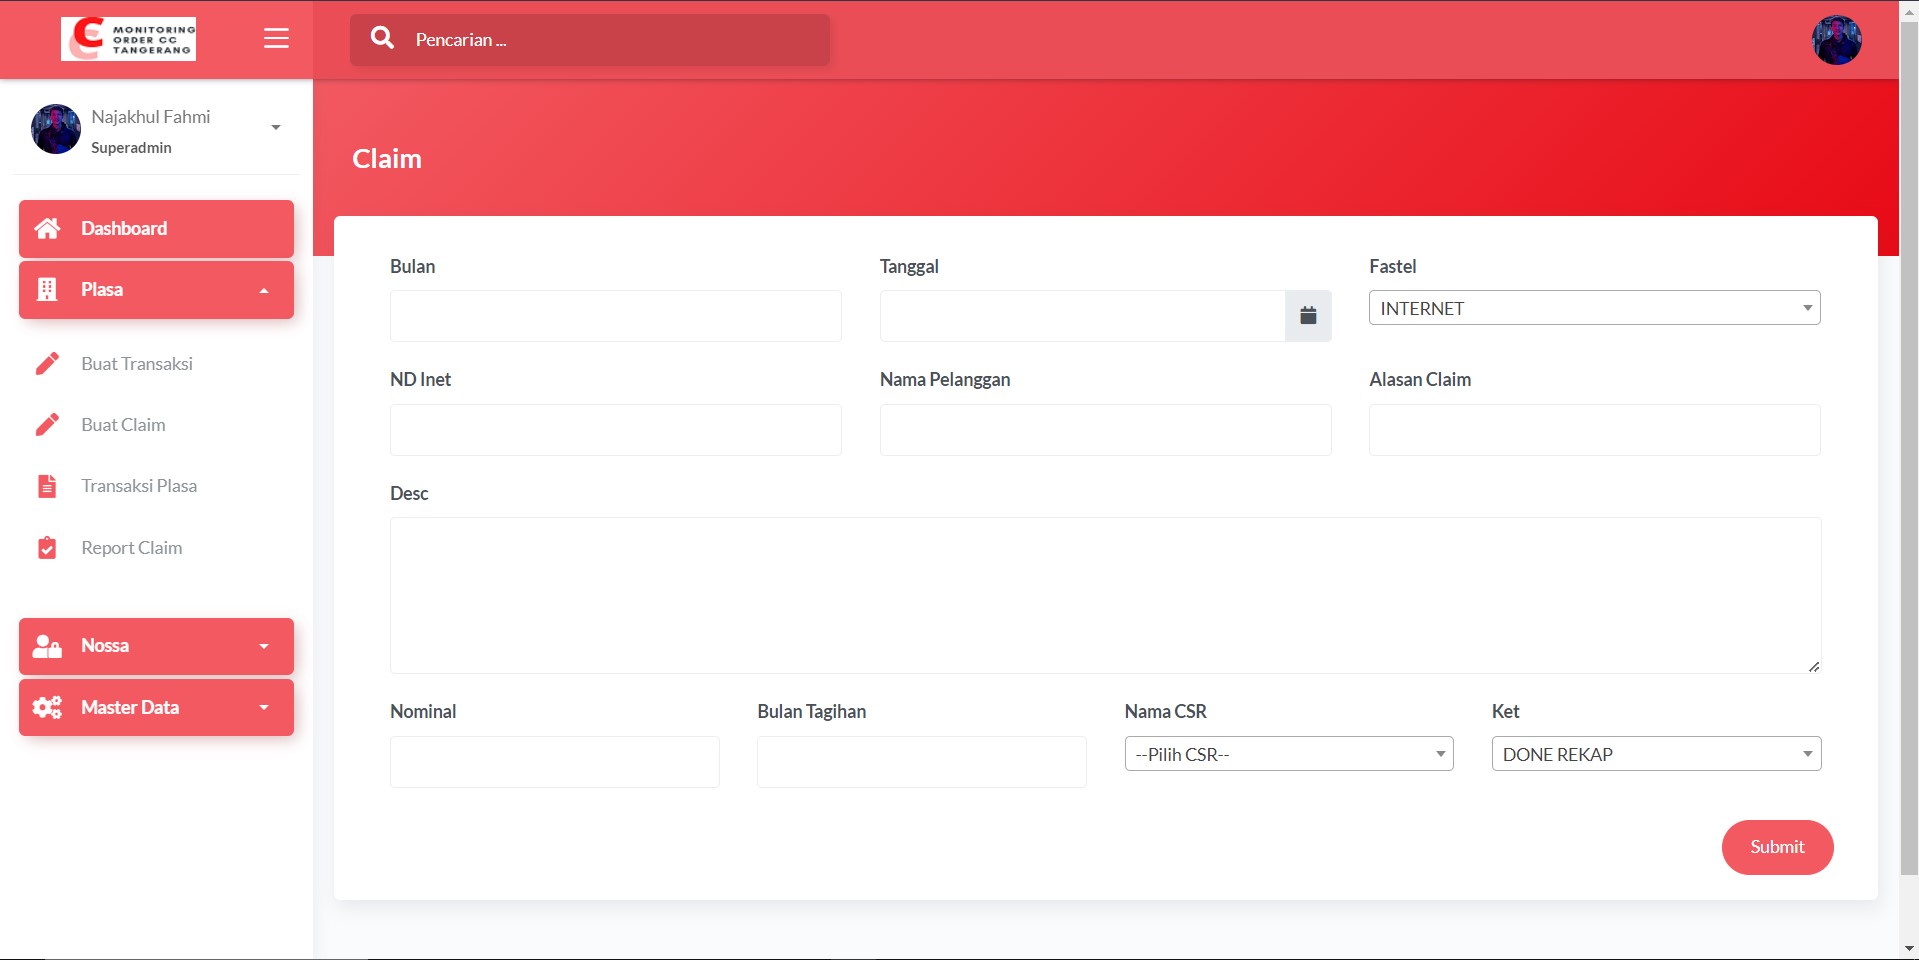 MONITORING
ORDER CC
TANGERANG
Pencarian ...
Najakhul Fahmi
Superadmin
Dashboard
Plasa
Buat Transaksi
Buat Claim
Transaksi Plasa
Report Claim
Nossa
Master Data
Claim
Bulan Tanggal Fastel
INTERNET
ND Inet Nama Pelanggan Alasan Claim
Desc
Nominal Bulan Tagihan Nama CSR Ket
--Pilih CSR-- DONE REKAP
Submit